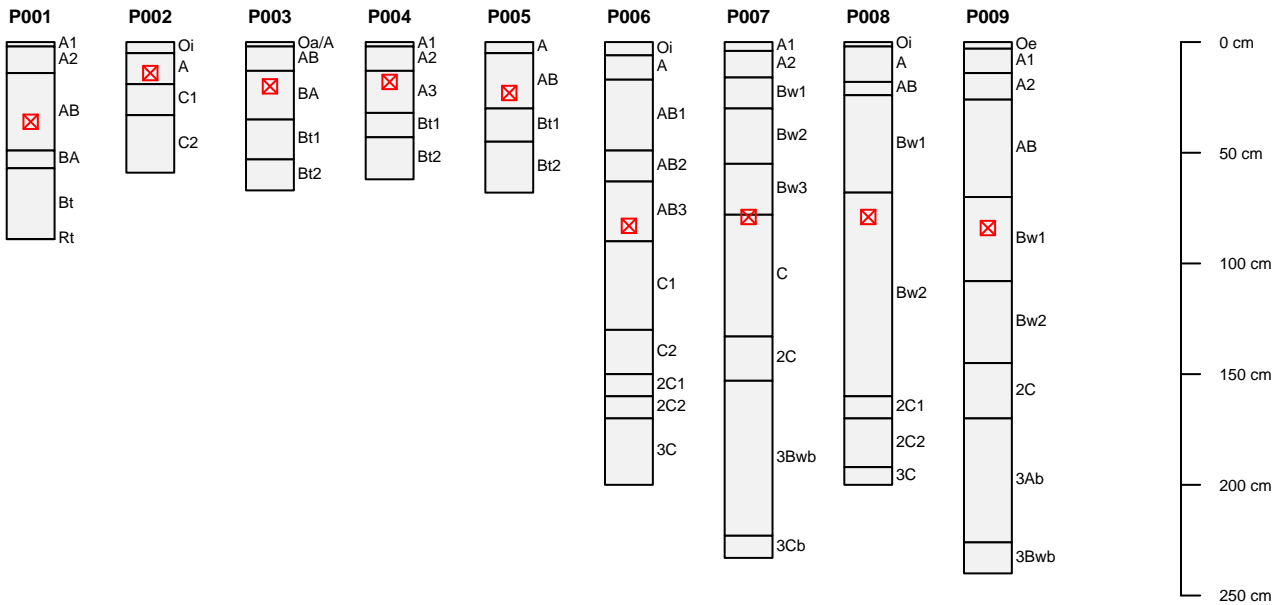 P001 P002 P003 P004 P005 P006 P007 P008 P009
A1
A2
AB
BA
Bt
Rt
Oi
A
C1
C2
Oa/A
AB
BA
Bt1
Bt2
A1
A2
A3
Bt1
Bt2
A
AB
Bt1
Bt2
Oi
A
AB1
AB2
AB3
C1
C2
2C1
2C2
3C
A1
A2
Bw1
Bw2
Bw3
C
2C
3Bwb
3Cb
Oi
A
AB
Bw1
Bw2
2C1
2C2
3C
Oe
A1
A2
AB
Bw1
Bw2
2C
3Ab
3Bwb
0 cm
50 cm
100 cm
150 cm
200 cm
250 cm